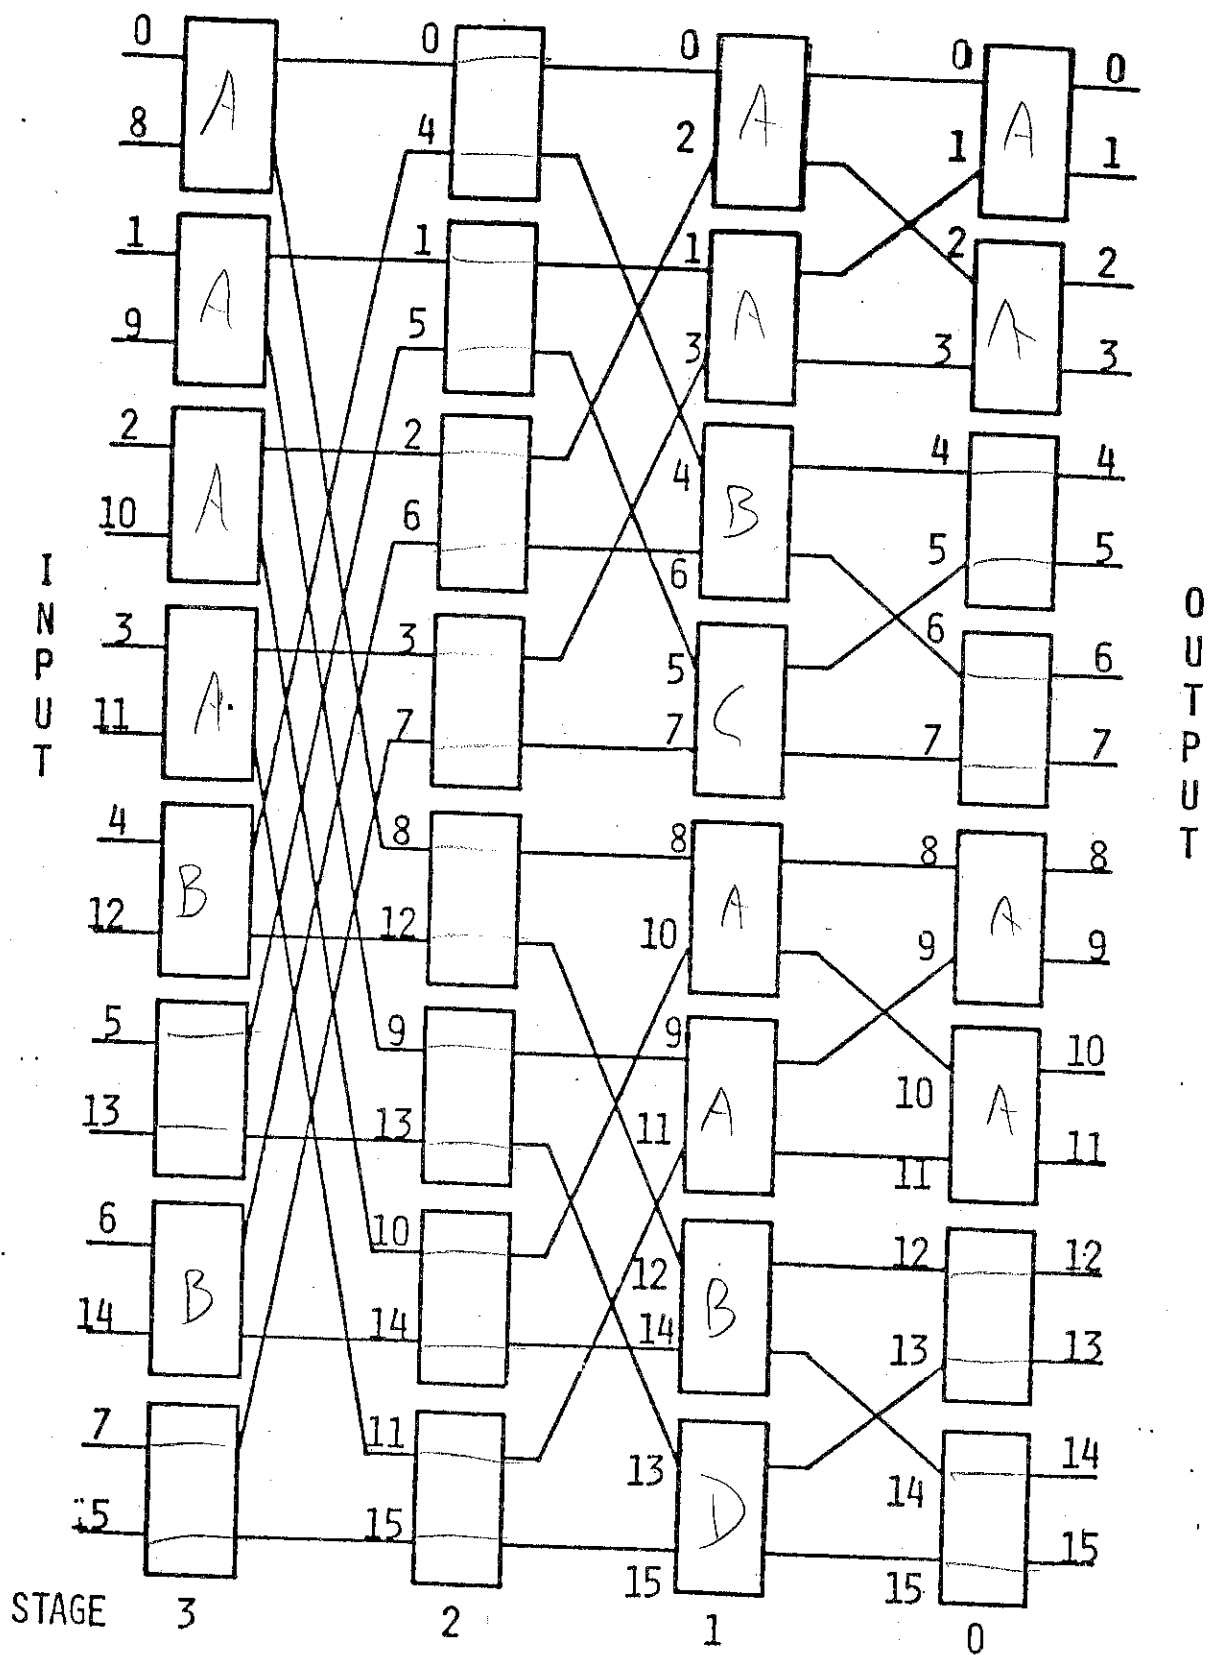 0 0 0 0 0
A A A
8 4 2 1 1
1 1 1 2 2
A A A
9 5 3 3 3
2 2 4 4
A B
10 6 6 5 5
3 3 5 6 6
A. C
11 7 7 7 7
4 8 8 8 8
B A A
12 12 10 9 9
5 9 9 10 10
A A
13 13 11 11 11
6 10 12 12 12
B B
14 14 14 13 13
7 11 13 14 14
D
15 15 15 15 15
INPUT
OUTPUT
STAGE 3 2 1 0